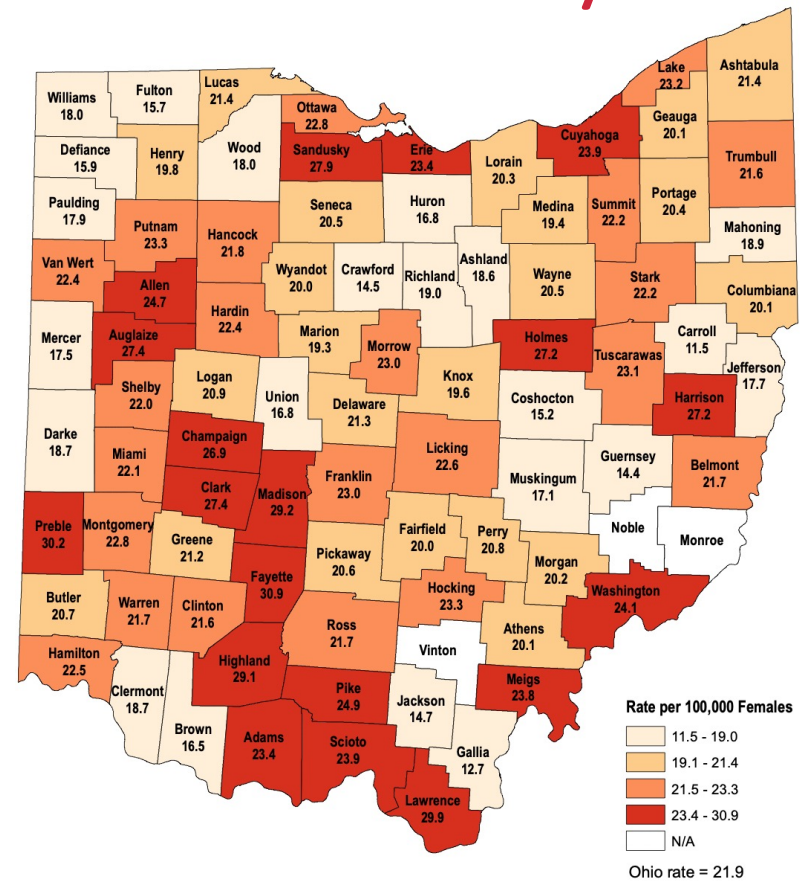 Williams
18.0
Fulton
15.7
Lucas
21.4
Ottawa
22.8
Lake
23.2
Ashtabula
21.4
Geauga
20.1
Cuyahoga
23.9
Defiance
15.9
Henry
19.8
Wood
18.0
Sandusky
27.9
Erie
23.4
Lorain
20.3
Trumbull
21.6
Paulding
17.9
Putnam
23.3
Hancock
21.8
Seneca
20.5
Huron
16.8
Medina
19.4
Summit
22.2
Portage
20.4
Mahoning
18.9
Van Wert
22.4
Allen
24.7
Wyandot
20.0
Crawford
14.5
Richland
19.0
Ashland
18.6
Wayne
20.5
Stark
22.2
Columbiana
20.1
Hardin
22.4
Mercer
17.5
Auglaize
27.4
Marion
19.3
Morrow
23.0
Holmes
27.2
Tuscarawas
23.1
Carroll
11.5
Jefferson
17.7
Shelby
22.0
Logan
20.9
Union
16.8
Delaware
21.3
Knox
19.6
Coshocton
15.2
Harrison
27.2
Darke
18.7
Miami
22.1
Champaign
26.9
Clark
27.4
Madison
29.2
Franklin
23.0
Licking
22.6
Muskingum
17.1
Guernsey
14.4
Belmont
21.7
Preble
30.2
Montgomery
22.8
Greene
21.2
Fairfield
20.0
Perry
20.8
Noble
Monroe
Pickaway
20.6
Morgan
20.2
Fayette
30.9
Washington
24.1
Butler
20.7
Warren
21.7
Clinton
21.6
Hocking
23.3
Ross
21.7
Athens
20.1
Vinton
Hamilton
22.5
Highland
29.1
Clermont
18.7
Pike
24.9
Meigs
23.8
Jackson
14.7
Brown
16.5
Adams
23.4
Scioto
23.9
Gallia
12.7
Lawrence
29.9
Rate per 100,000 Females
11.5 - 19.0
19.1 - 21.4
21.5 - 23.3
23.4 - 30.9
N/A
Ohio rate = 21.9